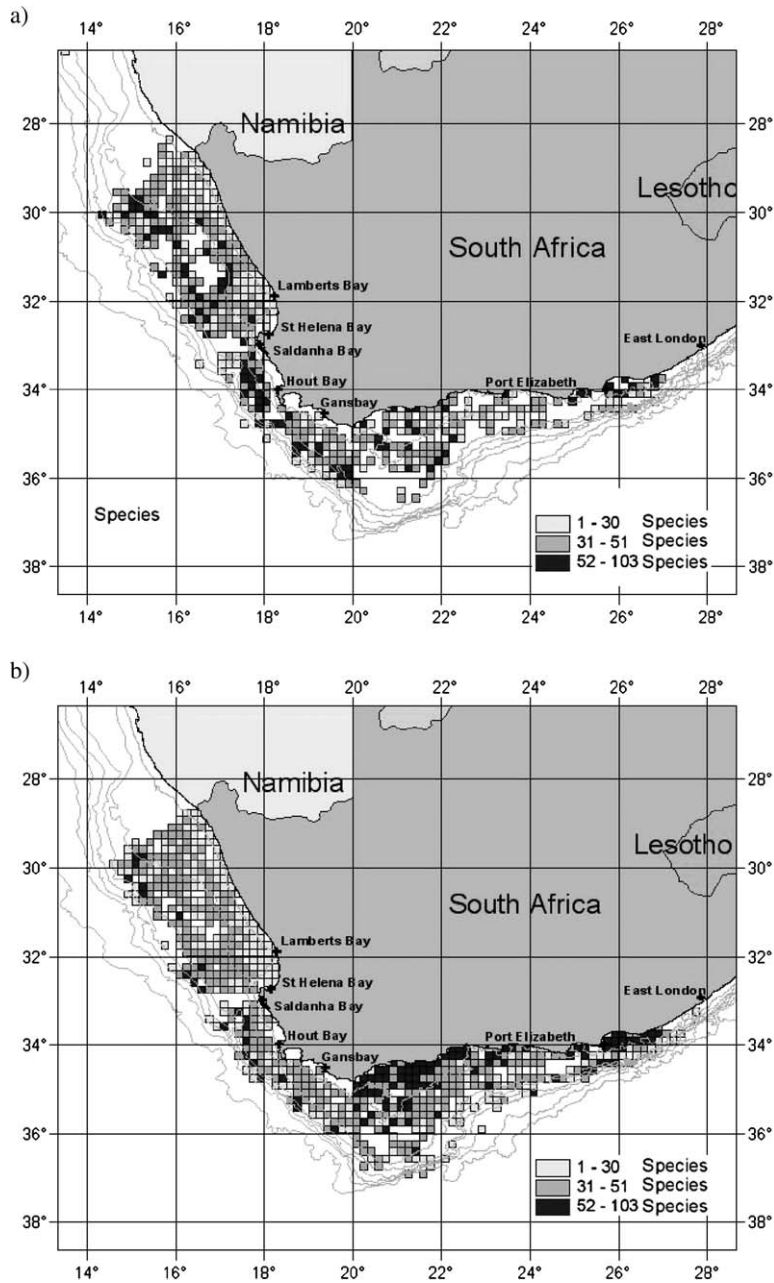 a)
14° 16° 18° 20° 22° 24° 26° 28°
Namibia
28° 28°
Lesotho
30° 30°
South Africa
Lamberts Bay
32° 32°
St Helena Bay
East London
Saldanha Bay
34° Hout Bay Port Elizabeth 34°
Gansbay
36° 36°
Species
1 - 30 Species
31 - 51 Species
52 - 103 Species
38° 38°
14° 16° 18° 20° 22° 24° 26° 28°
b)
14° 16° 18° 20° 22° 24° 26° 28°
28° 28°
Namibia
Lesotho
30° 30°
South Africa
Lamberts Bay
32° 32°
St Helena Bay
East London
Saldanha Bay
34° Hout Bay Port Elizabeth 34°
Gansbay
36° 36°
1 - 30 Species
31 - 51 Species
52 - 103 Species
38° 38°
14° 16° 18° 20° 22° 24° 26° 28°